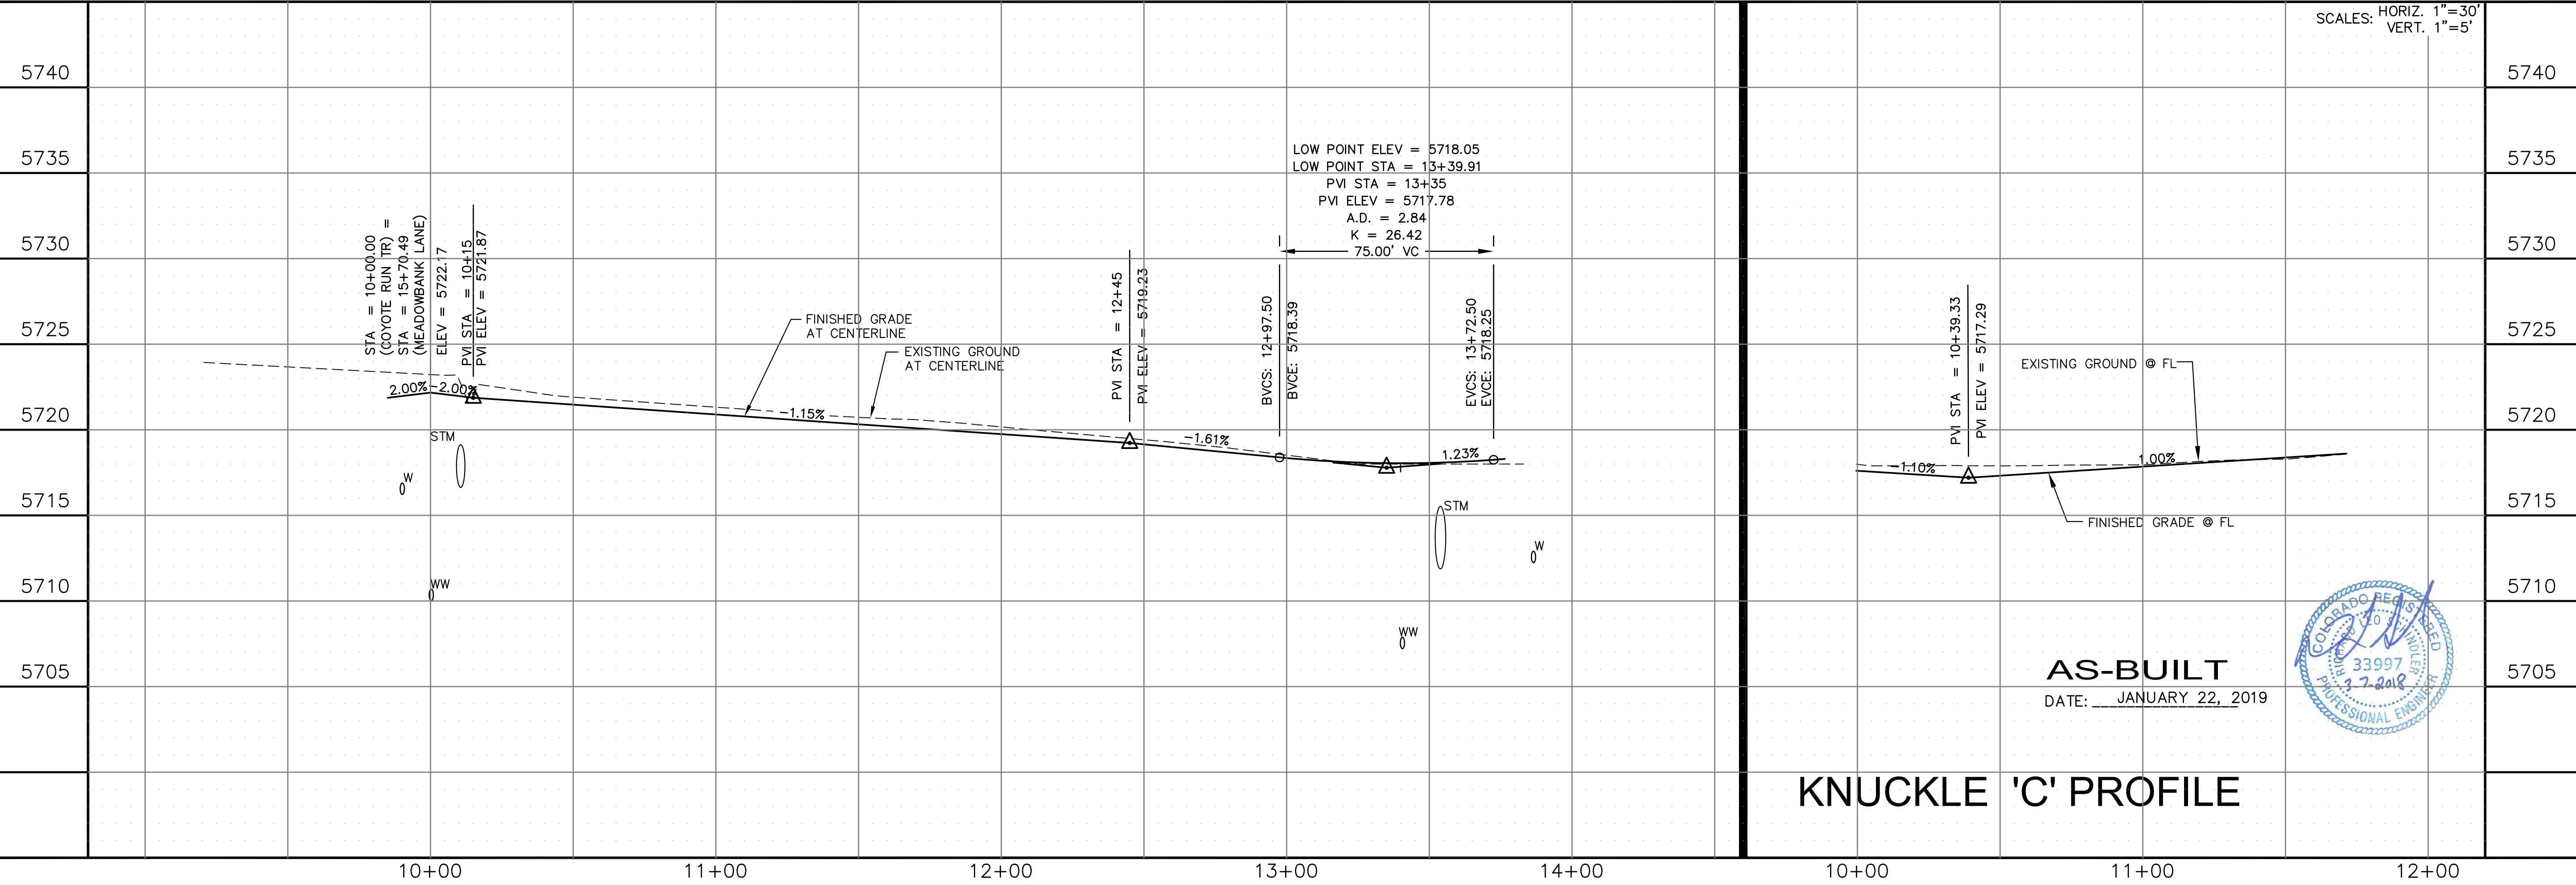 SCALES: HORIZ. 1"=30'
VERT. 1"=5'
5740
5735
5730
5725
5720
5715
5710
5705
5740
5735
5730
5725
5720
5715
5710
5705
STA = 10+00.00
(COYOTE RUN TR) =
STA = 15+70.49
(MEADOWBANK LANE)
ELEV = 5722.17
PVI STA = 10+15
PVI ELEV = 5721.87
2.00%
-2.00%
FINISHED GRADE
AT CENTERLINE
EXISTING GROUND
AT CENTERLINE
-1.15%
PVI STA = 12+45
PVI ELEV = 5719.23
-1.61%
LOW POINT ELEV = 5718.05
LOW POINT STA = 13+39.91
PVI STA = 13+35
PVI ELEV = 5717.78
A.D. = 2.84
K = 26.42
75.00' VC
BVCS: 12+97.50
BVCE: 5718.39
EVCS: 13+72.50
EVCE: 5718.25
1.23%
STM
W
WW
STM
W
WW
PVI STA = 10+39.33
PVI ELEV = 5717.29
EXISTING GROUND @ FL
-1.10%
1.00%
FINISHED GRADE @ FL
AS-BUILT
DATE: JANUARY 22, 2019
COLORADO REGISTERED
RICHARD LEO SCHINDLER
33997
3-7-2018
PROFESSIONAL ENGINEER
KNUCKLE 'C' PROFILE
10+00
11+00
12+00
13+00
14+00
10+00
11+00
12+00